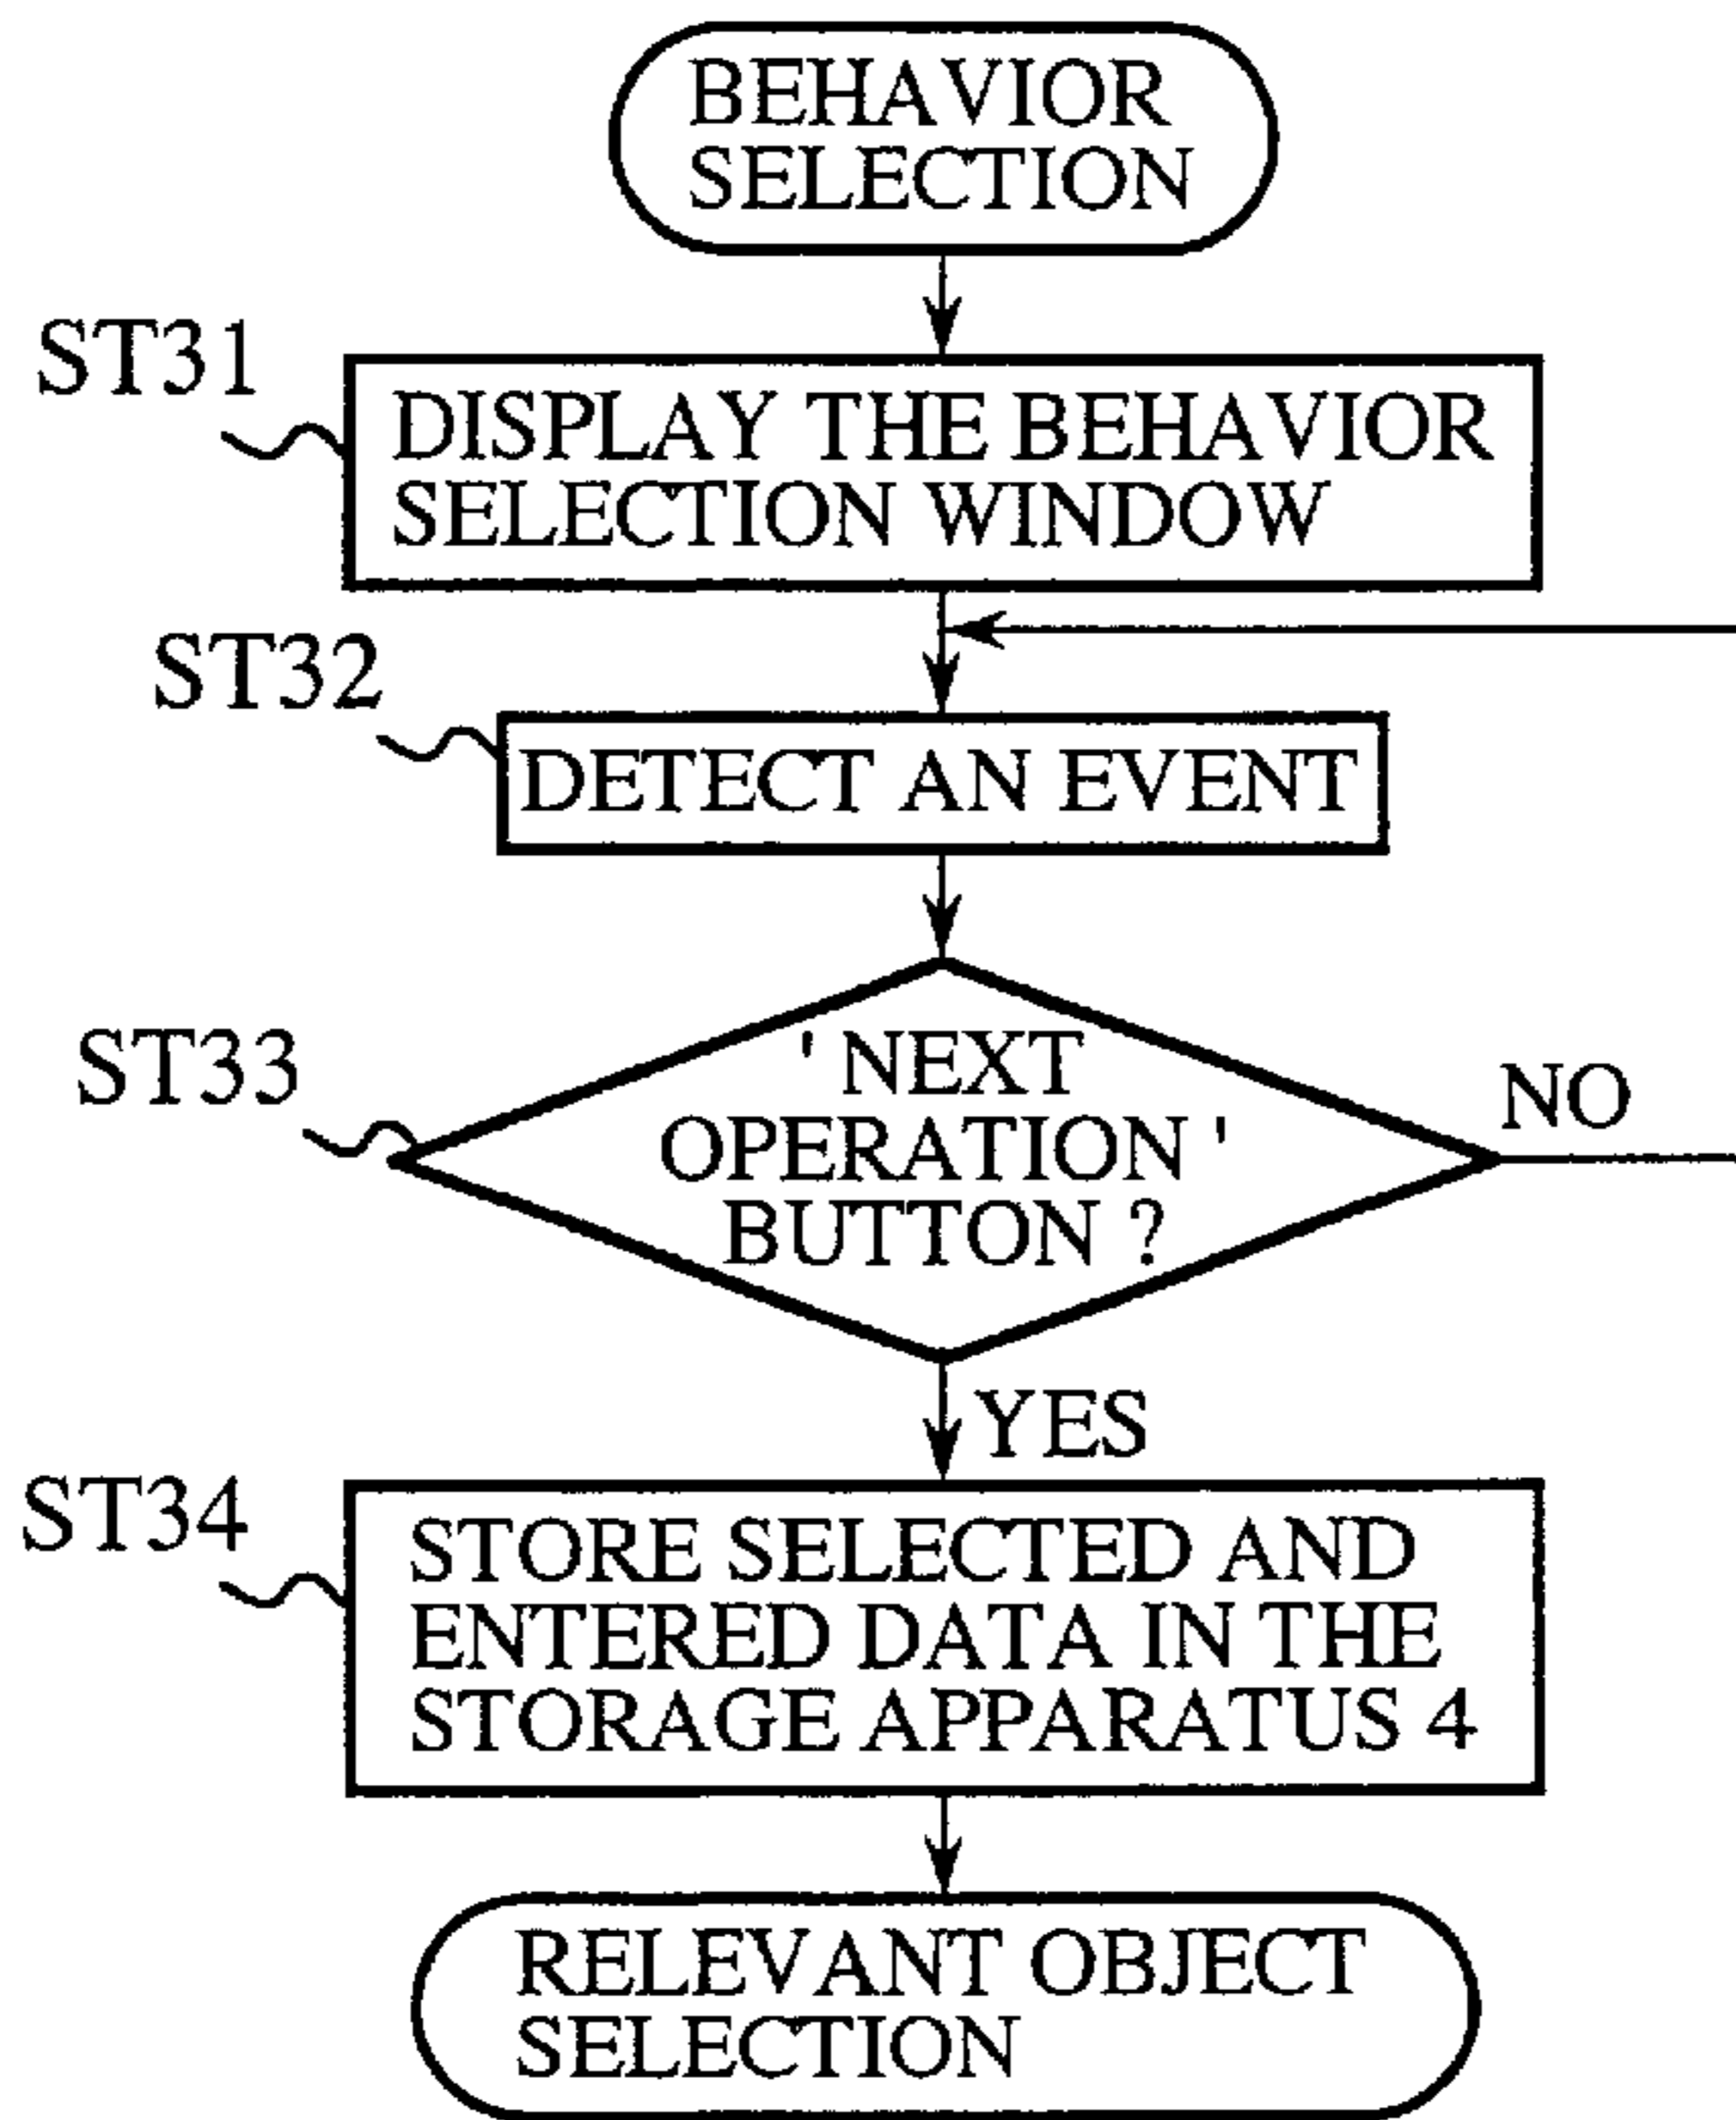 BEHAVIOR
SELECTION
ST31
DISPLAY THE BEHAVIOR
SELECTION WINDOW
ST32
DETECT AN EVENT
ST33
' NEXT
OPERATION '
BUTTON ?
NO
YES
ST34
STORE SELECTED AND
ENTERED DATA IN THE
STORAGE APPARATUS 4
RELEVANT OBJECT
SELECTION